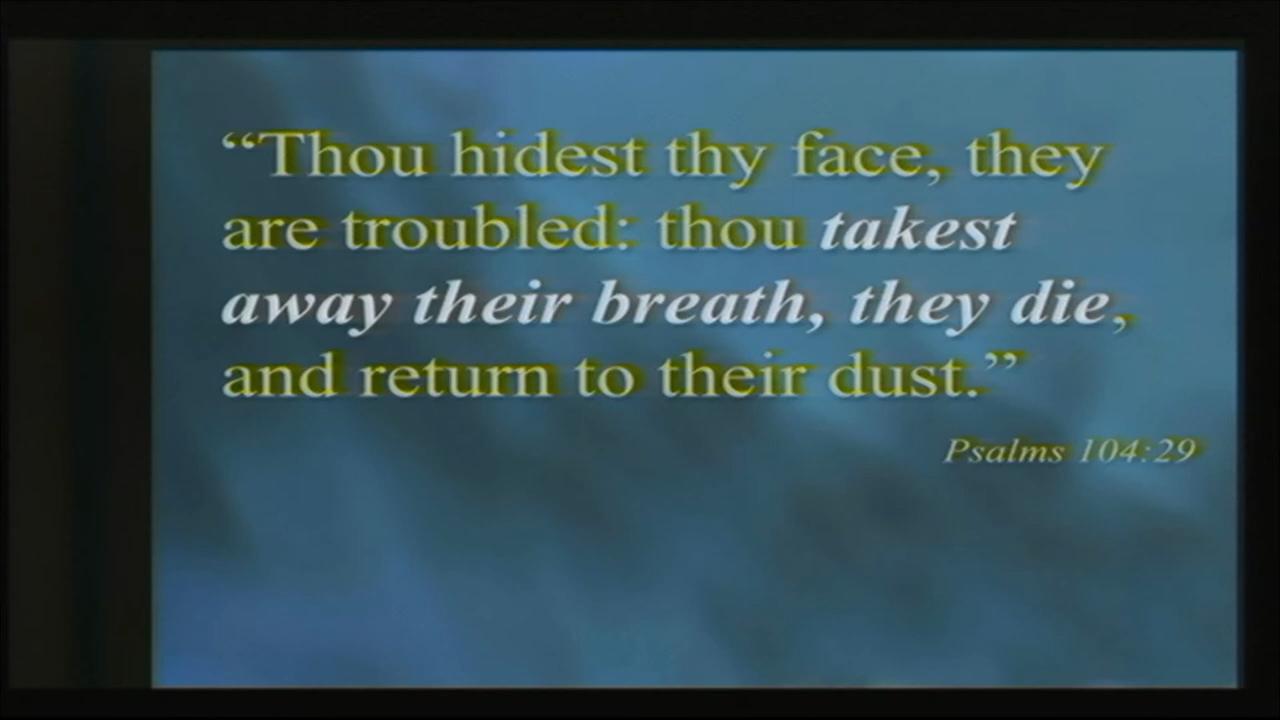 “Thou hidest thy face, they
are troubled: thou takest
away their breath, they die,
and return to their dust.”
Psalms 104:29